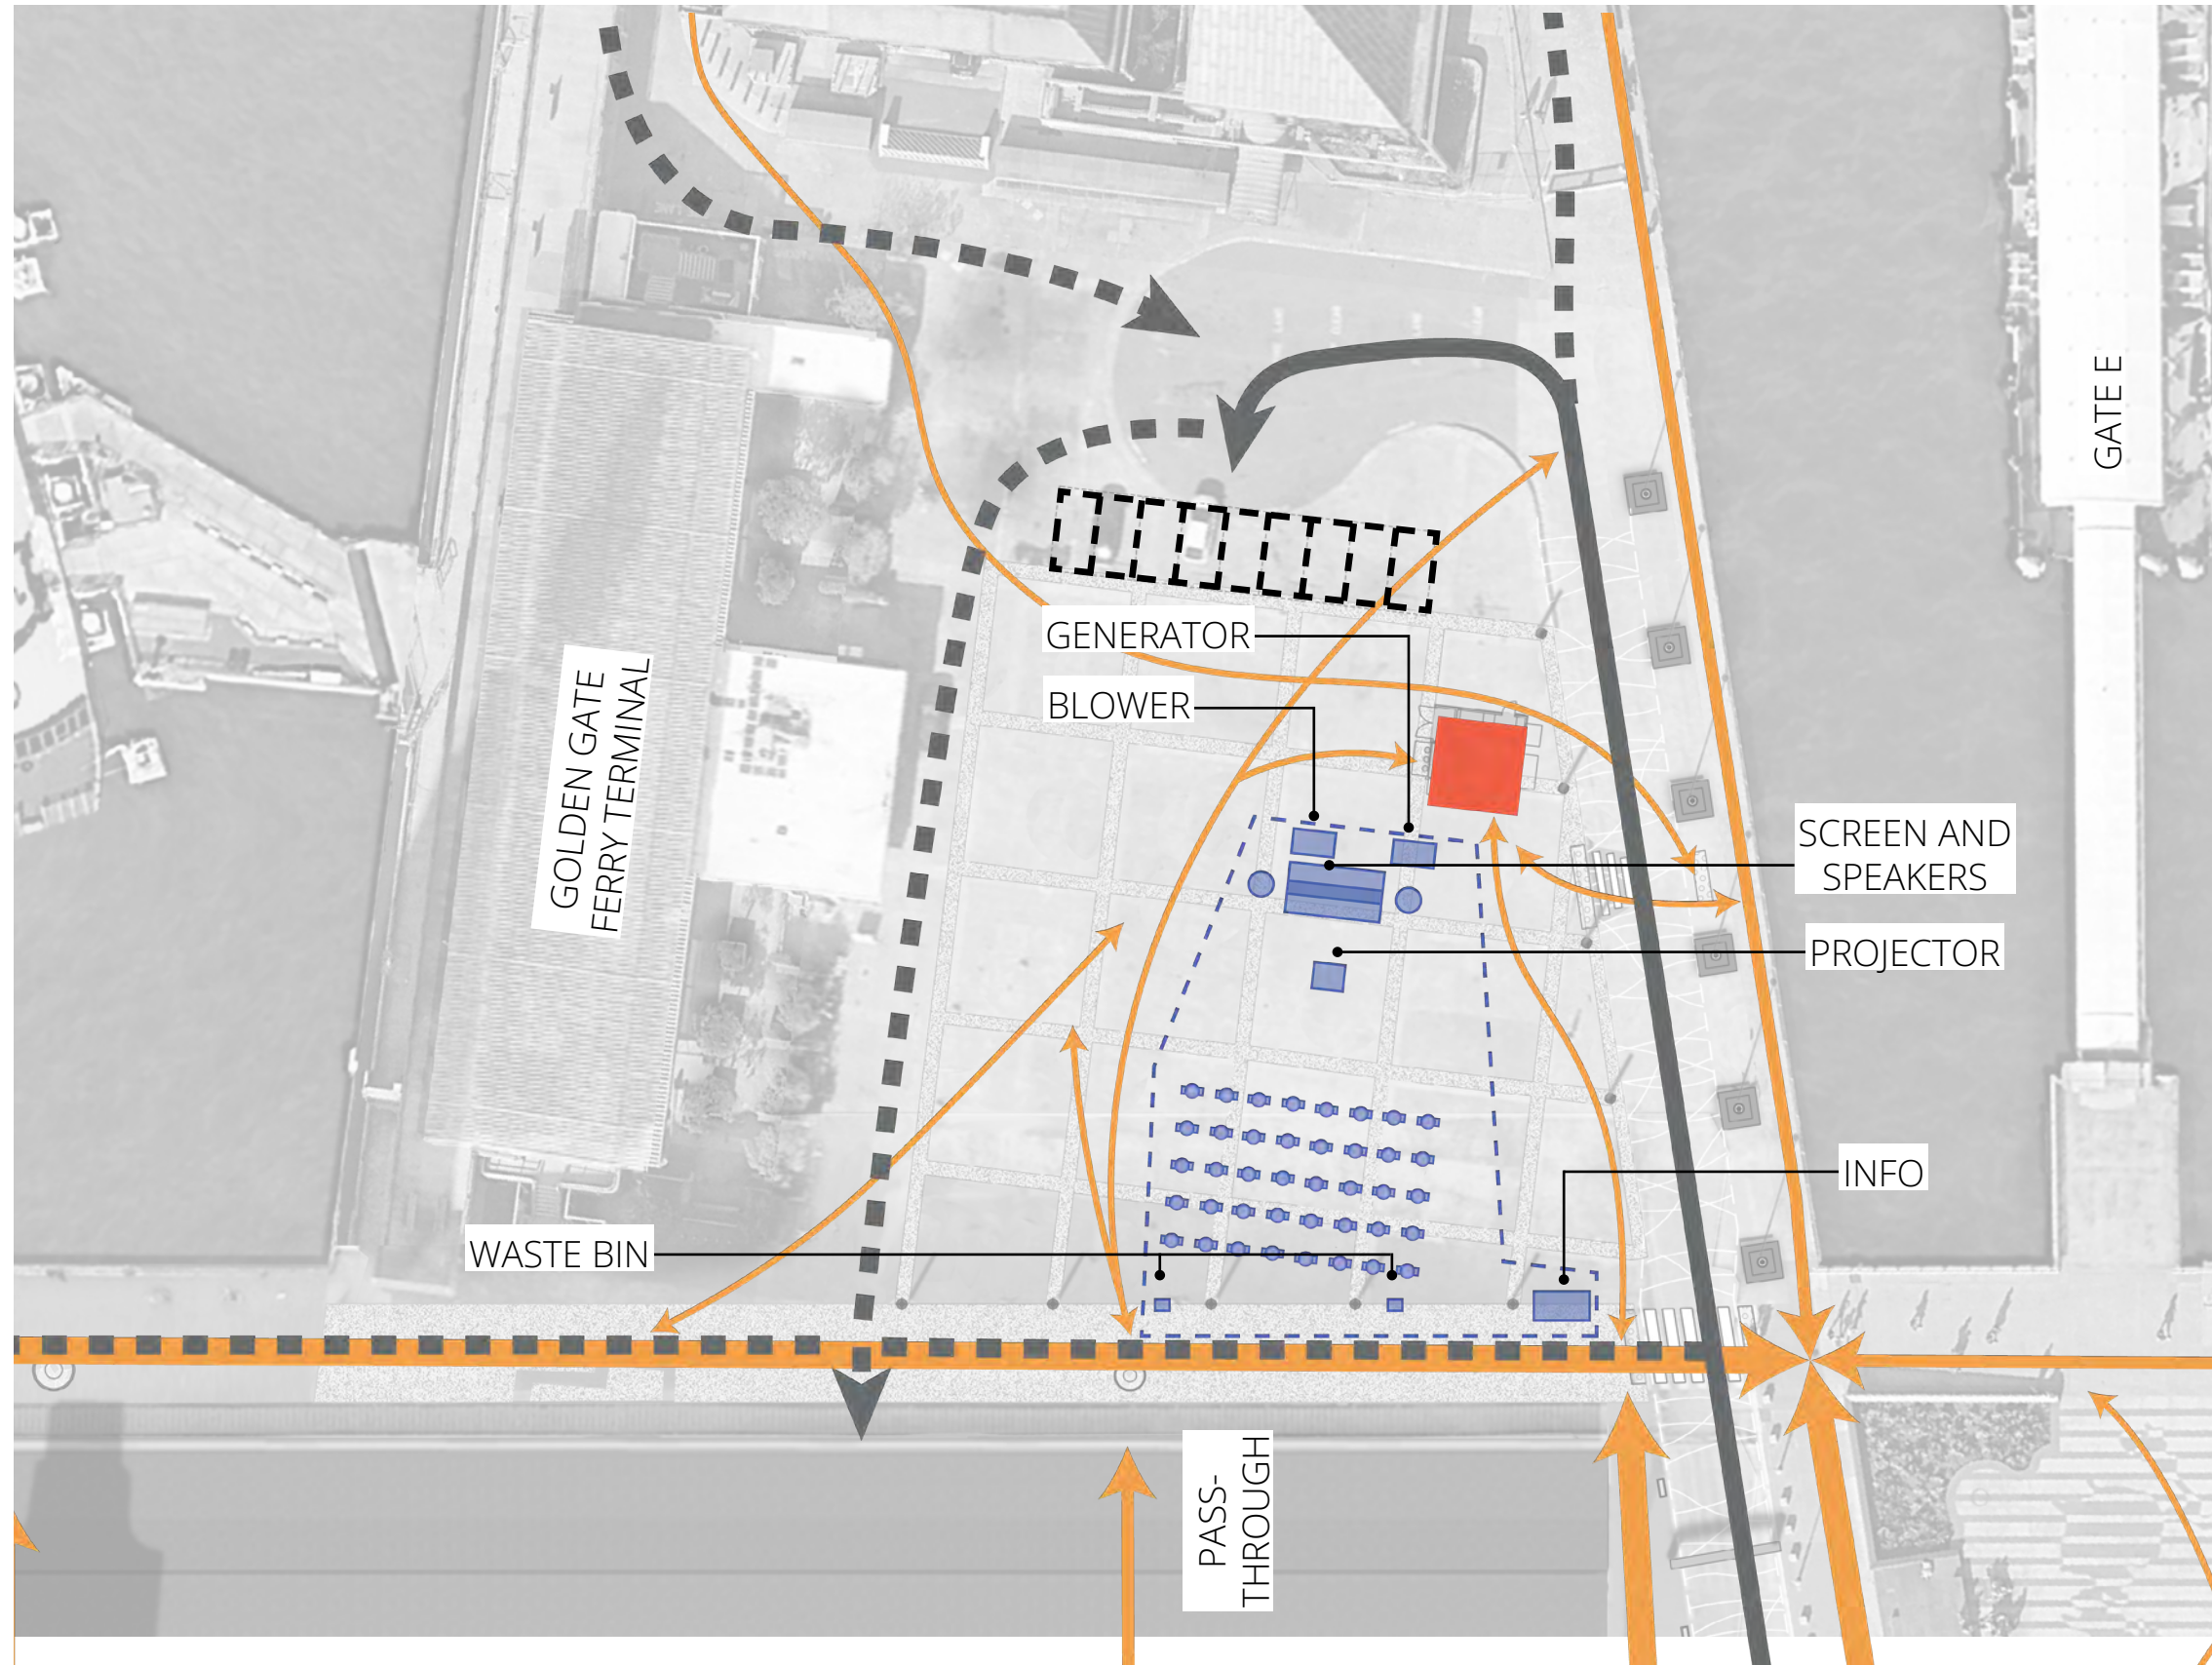 GATE E
GENERATOR
BLOWER
GOLDEN GATE
FERRY TERMINAL
SCREEN AND
SPEAKERS
PROJECTOR
INFO
WASTE BIN
PASS-
THROUGH